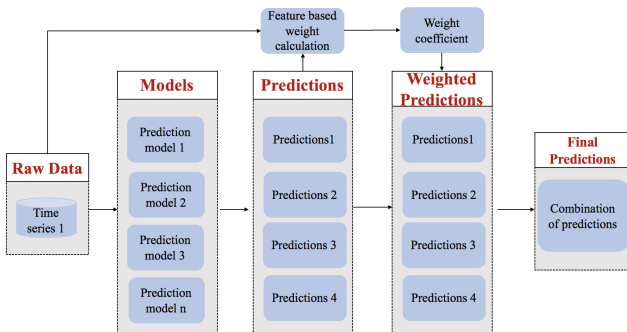 Feature based
weight
calculation
Weight
coefficient
Models
Predictions
Weighted
Predictions
Prediction
model 1
Prediction
model 2
Prediction
model 3
Prediction
model n
Predictions1
Predictions 2
Predictions 3
Predictions 4
Predictions1
Predictions 2
Predictions 3
Predictions 4
Raw Data
Time
series 1
Final
Predictions
Combination
of predictions